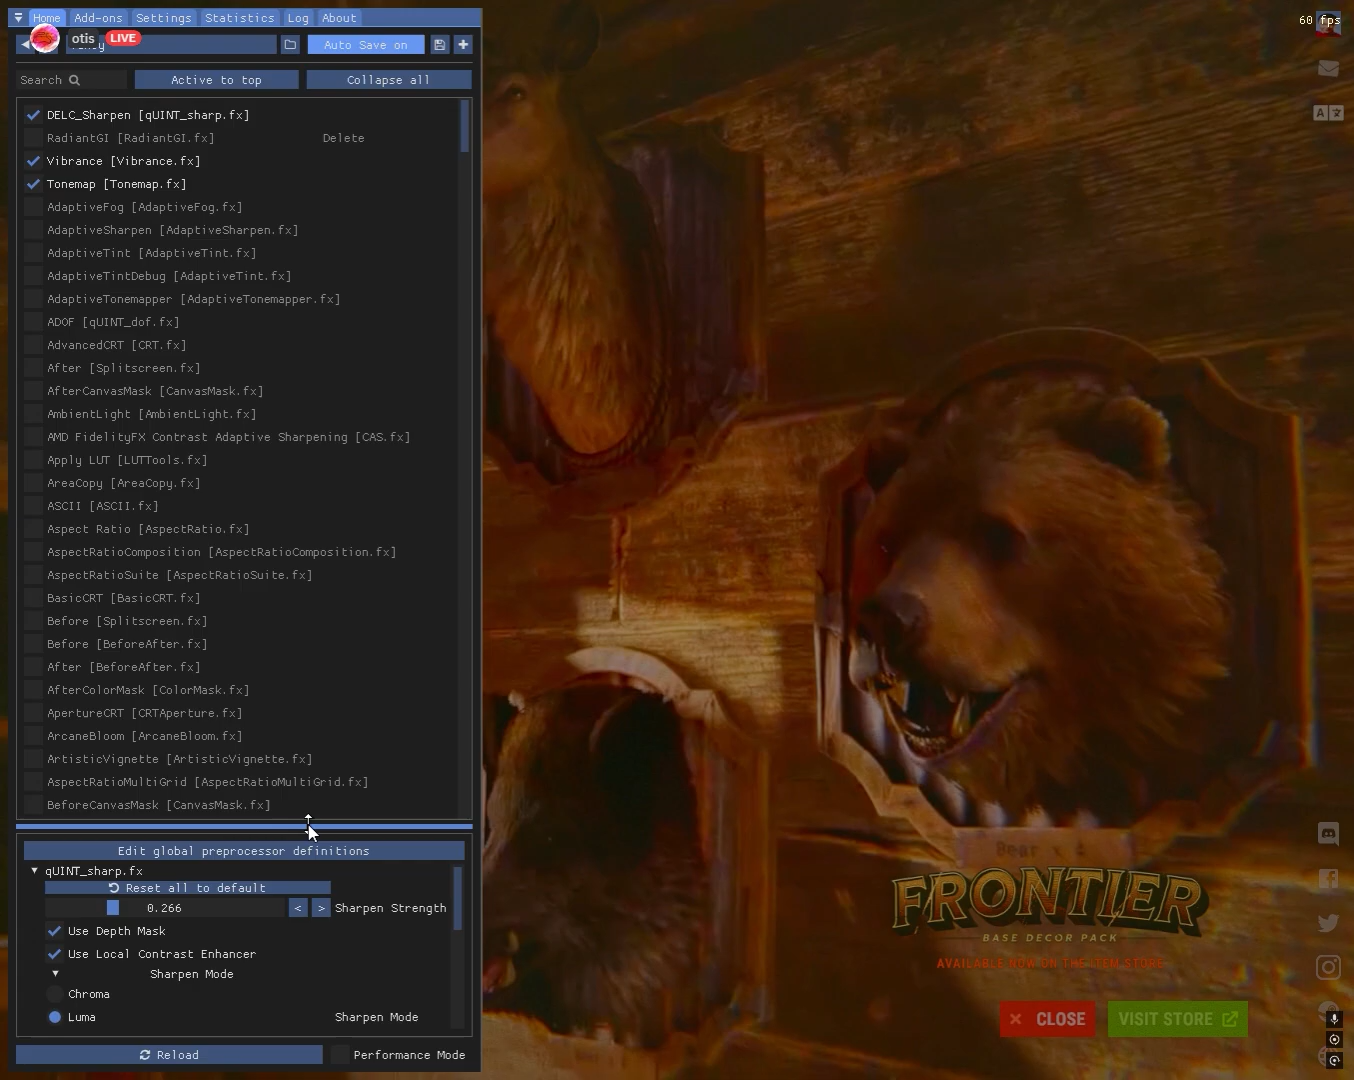 Home Add-ons Settings Statistics Log About
60 fps
otis LIVE
Auto Save on
Search Active to top Collapse all
DELC_Sharpen [qUINT_sharp.fx]
RadiantGI [RadiantGI.fx] Delete
Vibrance [Vibrance.fx]
Tonemap [Tonemap.fx]
AdaptiveFog [AdaptiveFog.fx]
AdaptiveSharpen [AdaptiveSharpen.fx]
AdaptiveTint [AdaptiveTint.fx]
AdaptiveTintDebug [AdaptiveTint.fx]
AdaptiveTonemapper [AdaptiveTonemapper.fx]
ADOF [qUINT_dof.fx]
AdvancedCRT [CRT.fx]
After [Splitscreen.fx]
AfterCanvasMask [CanvasMask.fx]
AmbientLight [AmbientLight.fx]
AMD FidelityFX Contrast Adaptive Sharpening [CAS.fx]
Apply LUT [LUTTools.fx]
AreaCopy [AreaCopy.fx]
ASCII [ASCII.fx]
Aspect Ratio [AspectRatio.fx]
AspectRatioComposition [AspectRatioComposition.fx]
AspectRatioSuite [AspectRatioSuite.fx]
BasicCRT [BasicCRT.fx]
Before [Splitscreen.fx]
Before [BeforeAfter.fx]
After [BeforeAfter.fx]
AfterColorMask [ColorMask.fx]
ApertureCRT [CRTAperture.fx]
ArcaneBloom [ArcaneBloom.fx]
ArtisticVignette [ArtisticVignette.fx]
AspectRatioMultiGrid [AspectRatioMultiGrid.fx]
BeforeCanvasMask [CanvasMask.fx]
Edit global preprocessor definitions
qUINT_sharp.fx
Reset all to default
0.266 < > Sharpen Strength
Use Depth Mask
Use Local Contrast Enhancer
Sharpen Mode
Chroma
Luma Sharpen Mode
Reload Performance Mode
FRONTIER
BASE DECOR PACK
AVAILABLE NOW ON THE ITEM STORE
CLOSE VISIT STORE